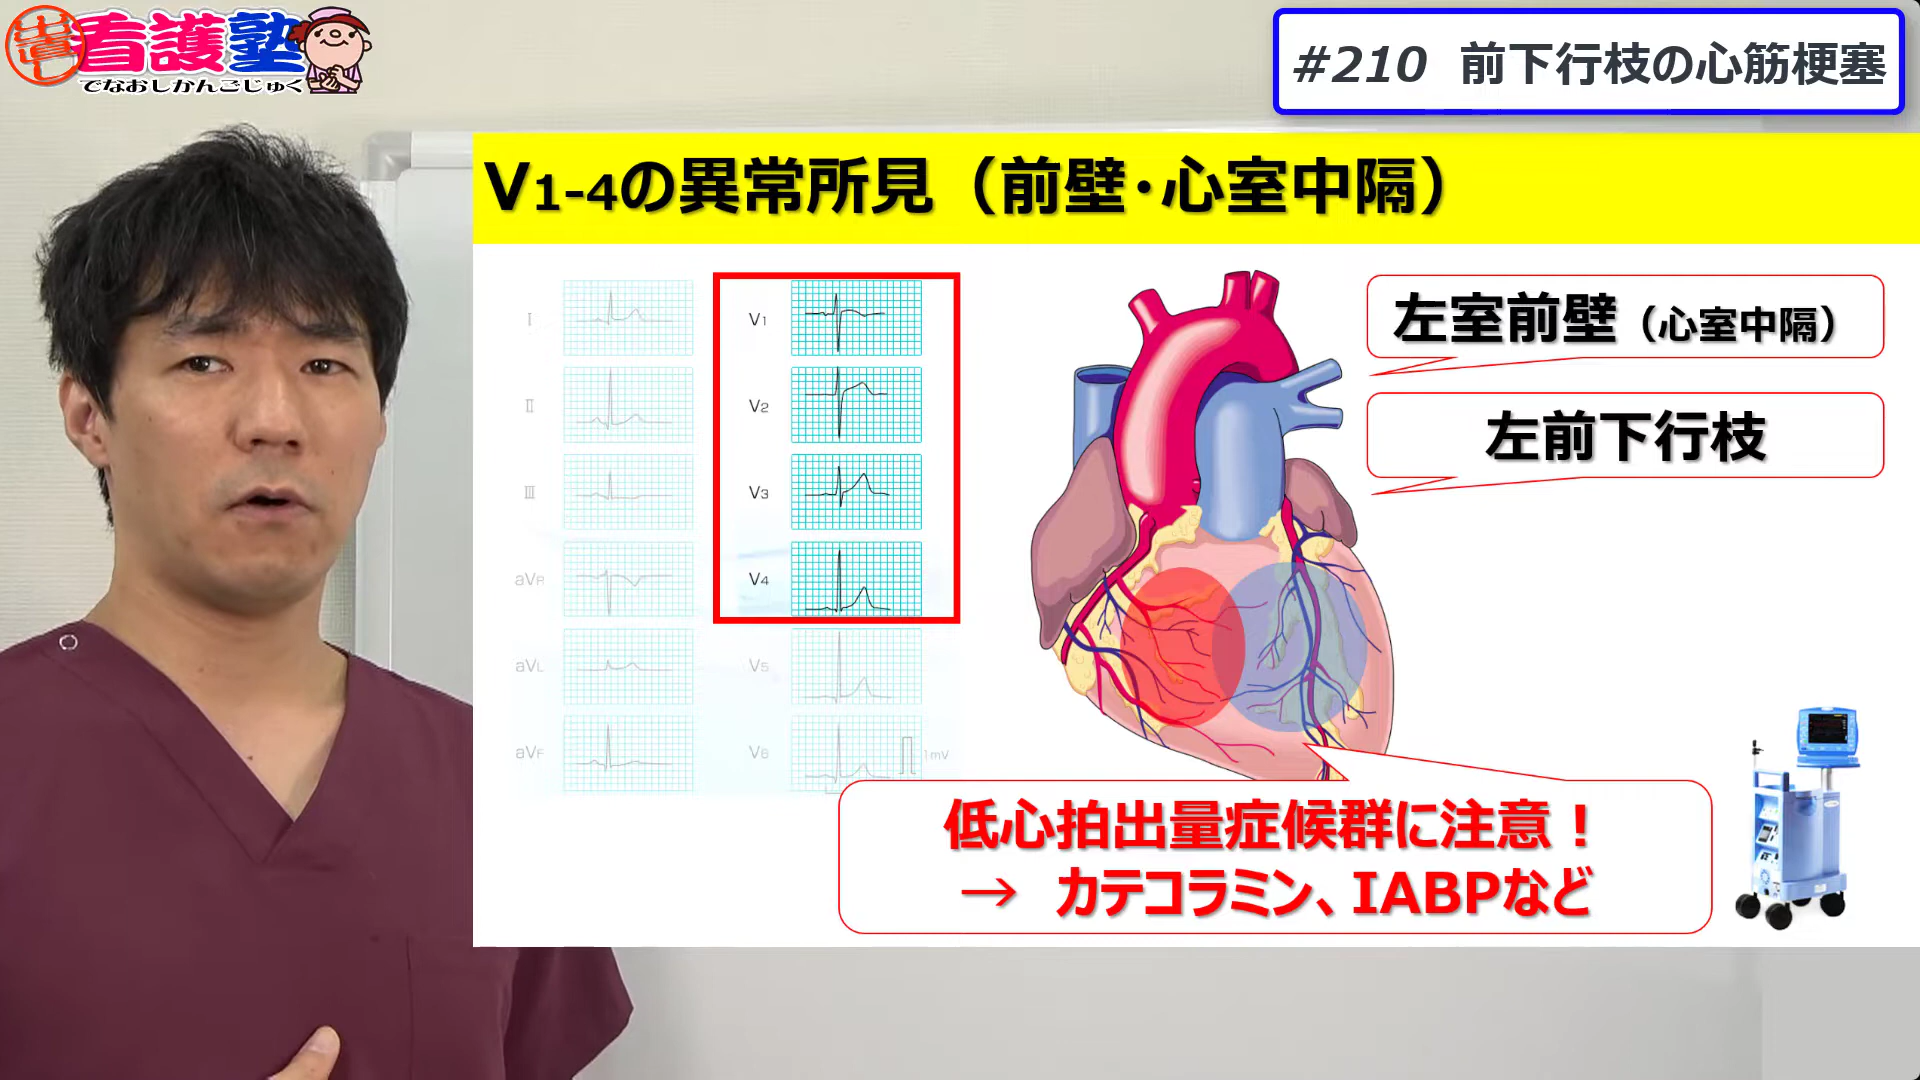 出直し看護塾
でなおしかんごじゅく
#210 前下行枝の心筋梗塞
V1-4の異常所見（前壁・心室中隔）
I
II
III
aVR
aVL
aVF
V1
V2
V3
V4
V5
V6
1mV
左室前壁（心室中隔）
左前下行枝
低心拍出量症候群に注意！
→ カテコラミン、IABPなど